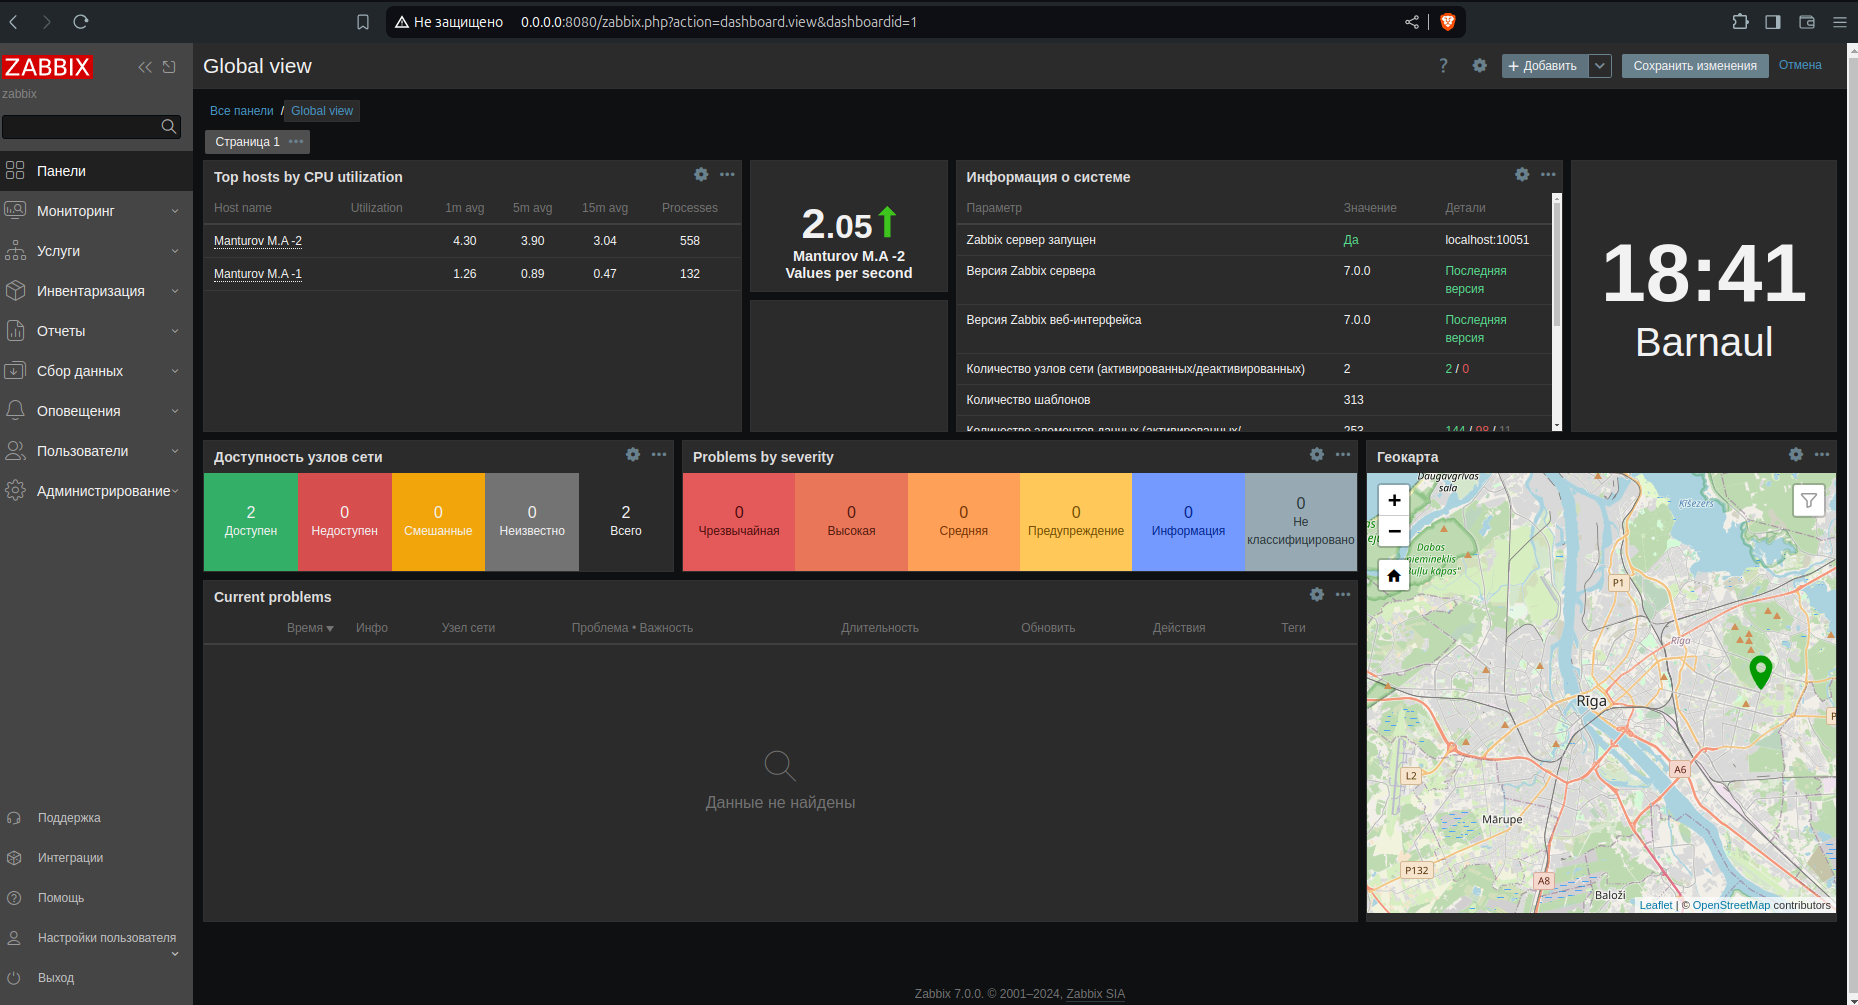 Не защищено 0.0.0.0:8080/zabbix.php?action=dashboard.view&dashboardid=1
ZABBIX
zabbix
Панели
Мониторинг
Услуги
Инвентаризация
Отчеты
Сбор данных
Оповещения
Пользователи
Администрирование
Поддержка
Интеграции
Помощь
Настройки пользователя
Выход
Global view
? + Добавить Сохранить изменения Отмена
Все панели / Global view
Страница 1
Top hosts by CPU utilization
Host name Utilization 1m avg 5m avg 15m avg Processes
Manturov M.A -2 4.30 3.90 3.04 558
Manturov M.A -1 1.26 0.89 0.47 132
2.05
Manturov M.A -2
Values per second
Информация о системе
Параметр Значение Детали
Zabbix сервер запущен Да localhost:10051
Версия Zabbix сервера 7.0.0 Последняя
версия
Версия Zabbix веб-интерфейса 7.0.0 Последняя
версия
Количество узлов сети (активированных/деактивированных) 2 2 / 0
Количество шаблонов 313
Количество элементов данных (активированных/ 253 144 / 98 / 11
18:41
Barnaul
Доступность узлов сети
2 Доступен
0 Недоступен
0 Смешанные
0 Неизвестно
2 Всего
Problems by severity
0 Чрезвычайная
0 Высокая
0 Средняя
0 Предупреждение
0 Информация
0 Не
классифицировано
Current problems
Время Инфо Узел сети Проблема • Важность Длительность Обновить Действия Теги
Данные не найдены
Геокарта
Daugavgrīvas
sala
Ķīšezers
+
−
Dabas
piemineklis
P1
Rīga
Rīga
A6
L2
Mārupe
P132
A8
Baloži
Leaflet | © OpenStreetMap contributors
Zabbix 7.0.0. © 2001–2024, Zabbix SIA